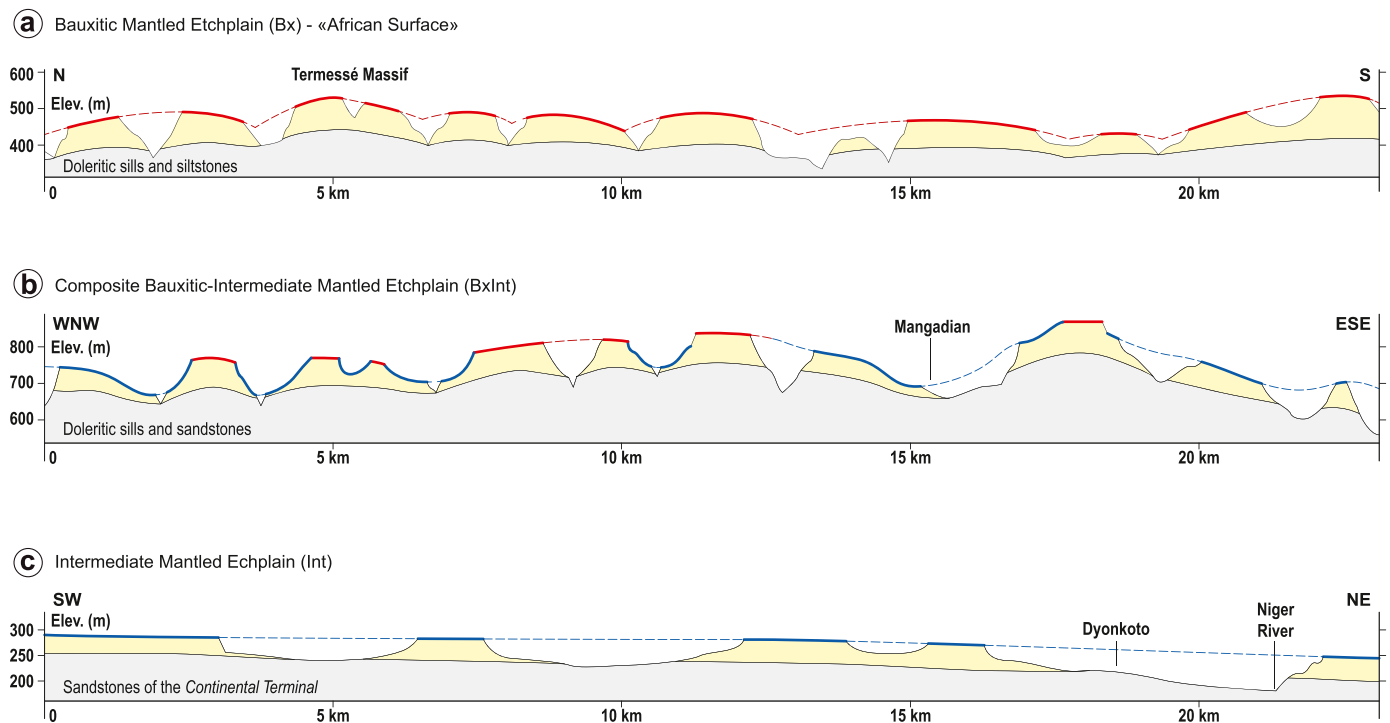 a Bauxitic Mantled Etchplain (Bx) - «African Surface»
600 N Termessé Massif S
Elev. (m)
500
400
Doleritic sills and siltstones
0 5 km 10 km 15 km 20 km
b Composite Bauxitic-Intermediate Mantled Etchplain (BxInt)
WNW Mangadian ESE
Elev. (m)
800
700
600
Doleritic sills and sandstones
0 5 km 10 km 15 km 20 km
c Intermediate Mantled Echplain (Int)
SW Niger NE
Elev. (m) Dyonkoto River
300
250
200
Sandstones of the Continental Terminal
0 5 km 10 km 15 km 20 km